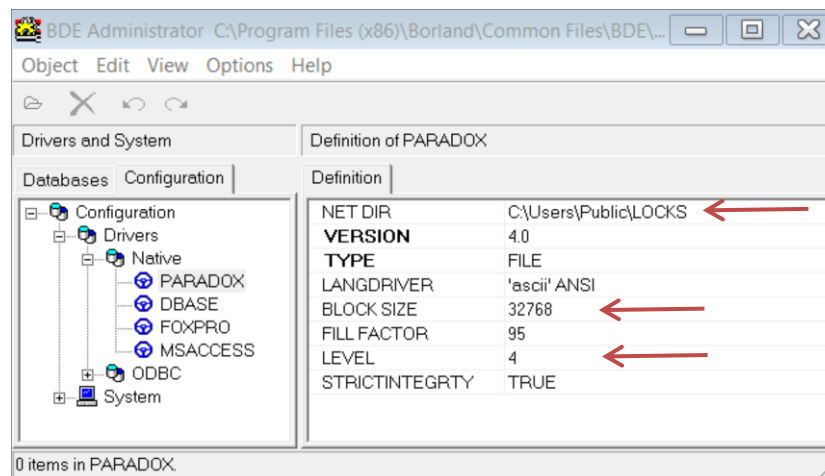 BDE Administrator C:\Program Files (x86)\Borland\Common Files\BDE\...
Object Edit View Options Help
Drivers and System
Definition of PARADOX
Databases Configuration
Definition
Configuration
Drivers
Native
PARADOX
DBASE
FOXPRO
MSACCESS
ODBC
System
NET DIR C:\Users\Public\LOCKS
VERSION 4.0
TYPE FILE
LANGDRIVER 'ascii' ANSI
BLOCK SIZE 32768
FILL FACTOR 95
LEVEL 4
STRICTINTEGRTY TRUE
0 items in PARADOX.